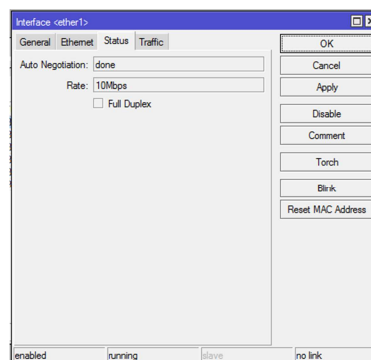 Interface <ether1>
General Ethernet Status Traffic
Auto Negotiation: done
Rate: 10Mbps
Full Duplex
OK
Cancel
Apply
Disable
Comment
Torch
Blink
Reset MAC Address
enabled running slave no link